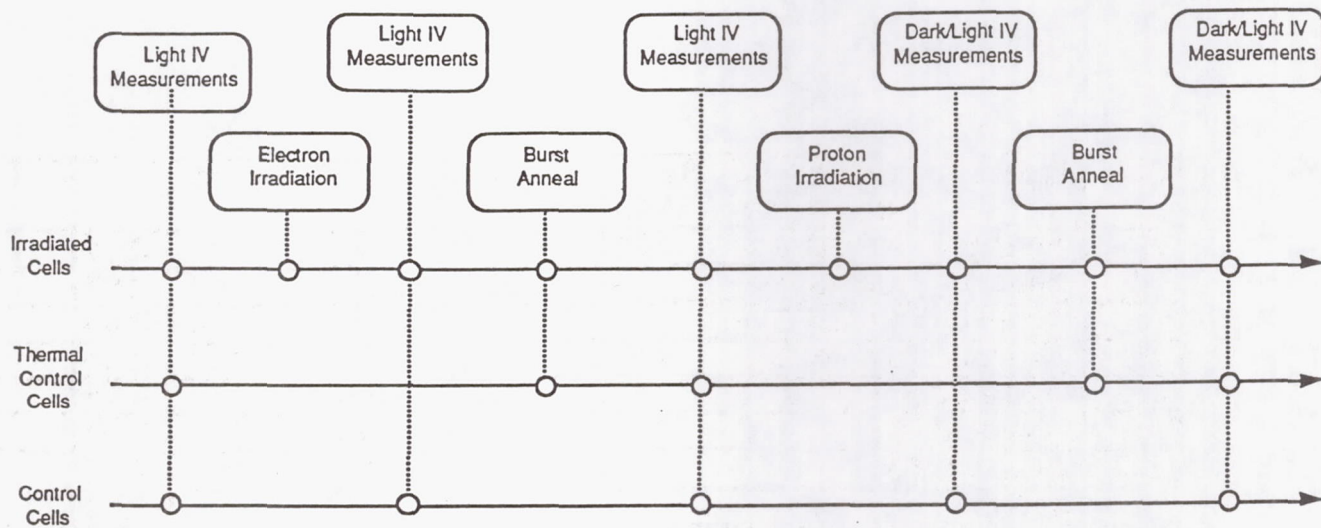 Light IV
Measurements
Light IV
Measurements
Light IV
Measurements
Dark/Light IV
Measurements
Dark/Light IV
Measurements
Electron
Irradiation
Burst
Anneal
Proton
Irradiation
Burst
Anneal
Irradiated
Cells
Thermal
Control
Cells
Control
Cells